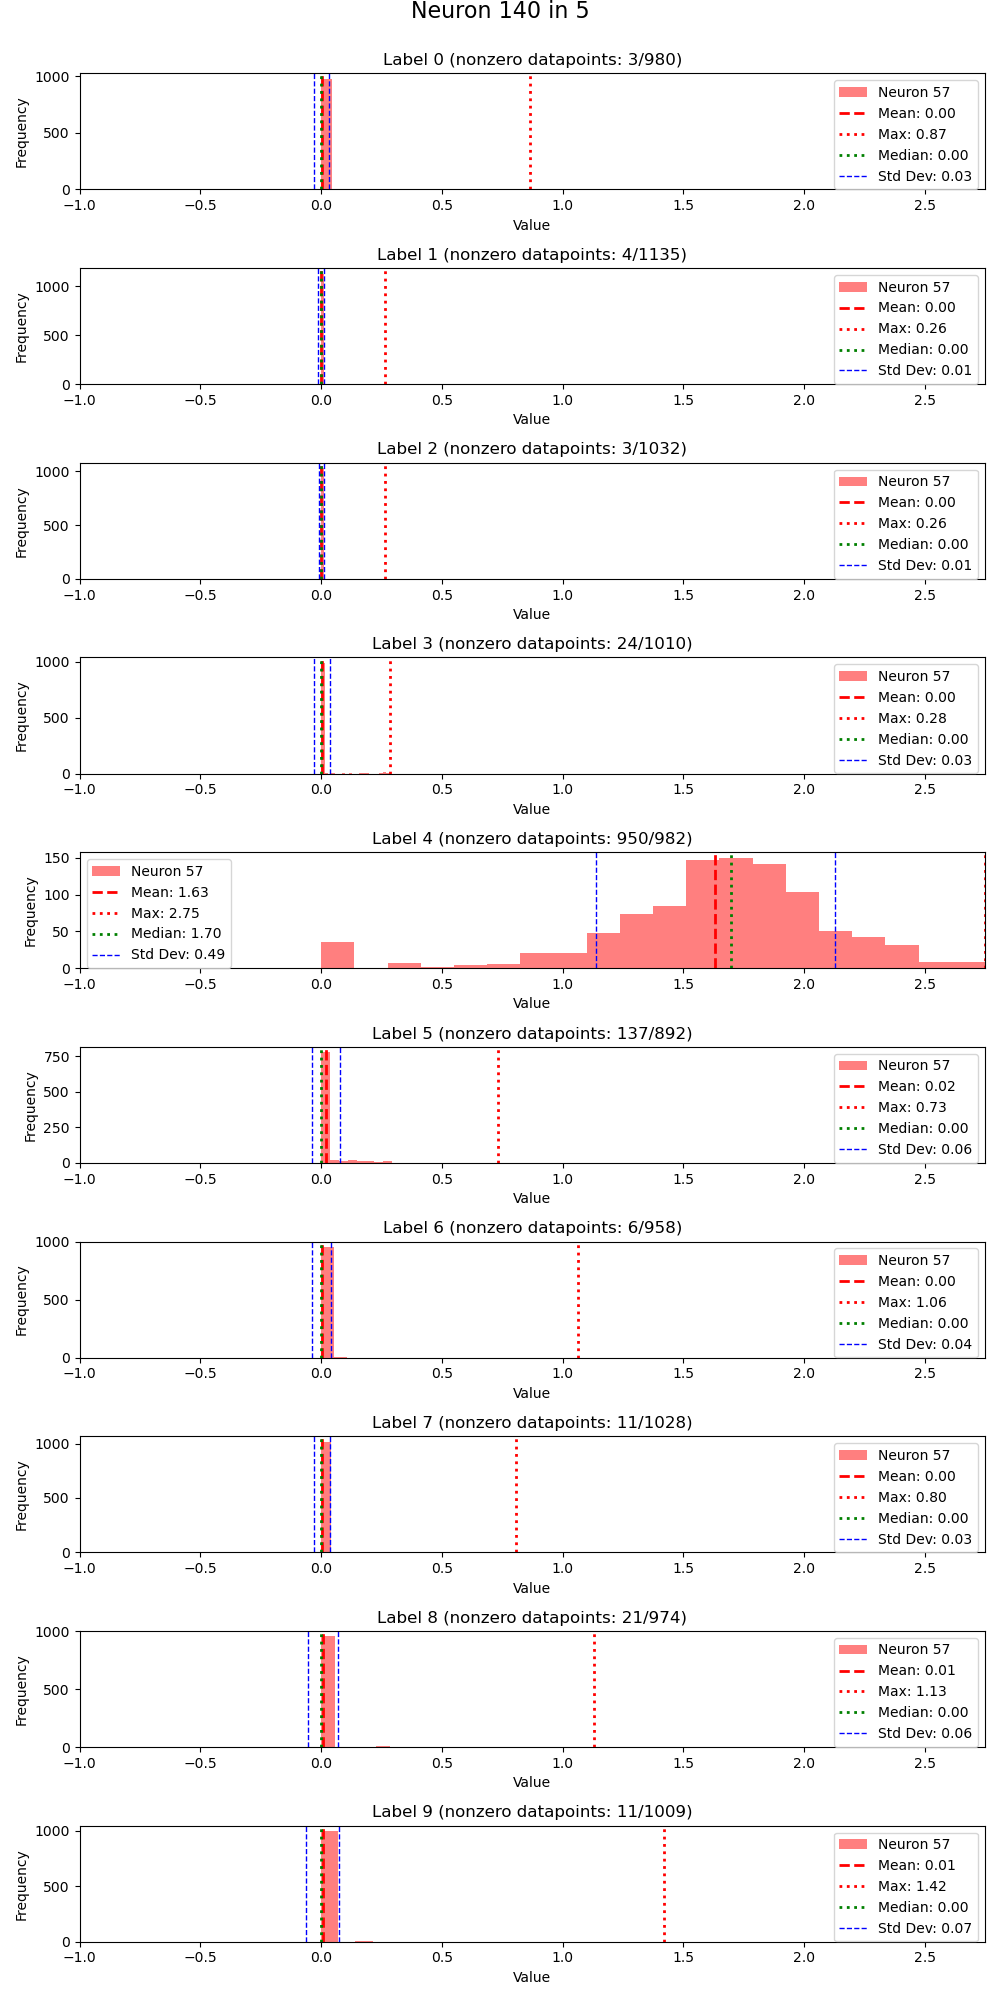 Neuron 140 in 5
Label 0 (nonzero datapoints: 3/980)
Frequency
1000
500
0
Neuron 57
Mean: 0.00
Max: 0.87
Median: 0.00
Std Dev: 0.03
−1.0 −0.5 0.0 0.5 1.0 1.5 2.0 2.5
Value
Label 1 (nonzero datapoints: 4/1135)
Frequency
1000
500
0
Neuron 57
Mean: 0.00
Max: 0.26
Median: 0.00
Std Dev: 0.01
−1.0 −0.5 0.0 0.5 1.0 1.5 2.0 2.5
Value
Label 2 (nonzero datapoints: 3/1032)
Frequency
1000
500
0
Neuron 57
Mean: 0.00
Max: 0.26
Median: 0.00
Std Dev: 0.01
−1.0 −0.5 0.0 0.5 1.0 1.5 2.0 2.5
Value
Label 3 (nonzero datapoints: 24/1010)
Frequency
1000
500
0
Neuron 57
Mean: 0.00
Max: 0.28
Median: 0.00
Std Dev: 0.03
−1.0 −0.5 0.0 0.5 1.0 1.5 2.0 2.5
Value
Label 4 (nonzero datapoints: 950/982)
Frequency
150
100
50
0
Neuron 57
Mean: 1.63
Max: 2.75
Median: 1.70
Std Dev: 0.49
−1.0 −0.5 0.0 0.5 1.0 1.5 2.0 2.5
Value
Label 5 (nonzero datapoints: 137/892)
Frequency
750
500
250
0
Neuron 57
Mean: 0.02
Max: 0.73
Median: 0.00
Std Dev: 0.06
−1.0 −0.5 0.0 0.5 1.0 1.5 2.0 2.5
Value
Label 6 (nonzero datapoints: 6/958)
Frequency
1000
500
0
Neuron 57
Mean: 0.00
Max: 1.06
Median: 0.00
Std Dev: 0.04
−1.0 −0.5 0.0 0.5 1.0 1.5 2.0 2.5
Value
Label 7 (nonzero datapoints: 11/1028)
Frequency
1000
500
0
Neuron 57
Mean: 0.00
Max: 0.80
Median: 0.00
Std Dev: 0.03
−1.0 −0.5 0.0 0.5 1.0 1.5 2.0 2.5
Value
Label 8 (nonzero datapoints: 21/974)
Frequency
1000
500
0
Neuron 57
Mean: 0.01
Max: 1.13
Median: 0.00
Std Dev: 0.06
−1.0 −0.5 0.0 0.5 1.0 1.5 2.0 2.5
Value
Label 9 (nonzero datapoints: 11/1009)
Frequency
1000
500
0
Neuron 57
Mean: 0.01
Max: 1.42
Median: 0.00
Std Dev: 0.07
−1.0 −0.5 0.0 0.5 1.0 1.5 2.0 2.5
Value